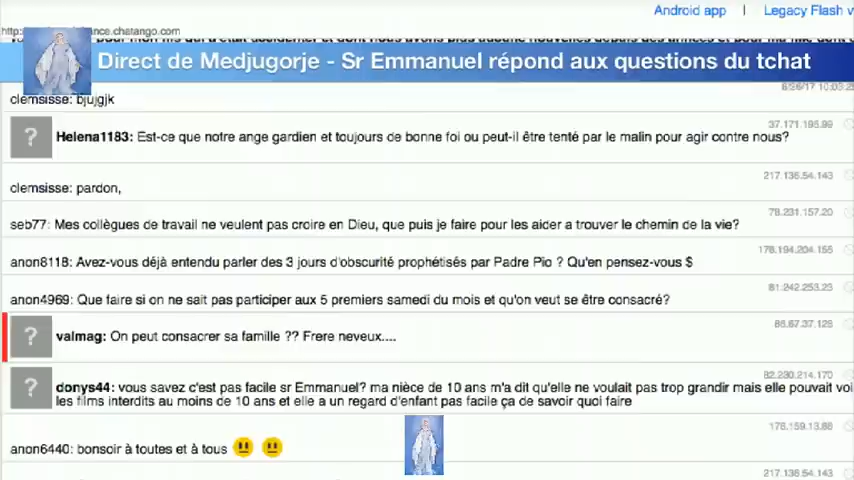 Android app | Legacy Flash v
Direct de Medjugorje - Sr Emmanuel répond aux questions du tchat
clemsisse: bjujgjk
37.171.195.99
Helena1183: Est-ce que notre ange gardien et toujours de bonne foi ou peut-il être tenté par le malin pour agir contre nous?
217.136.54.143
clemsisse: pardon,
78.231.157.20
seb77: Mes collègues de travail ne veulent pas croire en Dieu, que puis je faire pour les aider a trouver le chemin de la vie?
178.194.204.155
anon8118: Avez-vous déjà entendu parler des 3 jours d'obscurité prophétisés par Padre Pio ? Qu'en pensez-vous $
81.242.253.23
anon4969: Que faire si on ne sait pas participer aux 5 premiers samedi du mois et qu'on veut se être consacré?
86.67.37.126
valmag: On peut consacrer sa famille ?? Frere neveux....
82.230.214.170
donys44: vous savez c'est pas facile sr Emmanuel? ma nièce de 10 ans m'a dit qu'elle ne voulait pas trop grandir mais elle pouvait voi
les films interdits au moins de 10 ans et elle a un regard d'enfant pas facile ça de savoir quoi faire
178.159.13.88
anon6440: bonsoir à toutes et à tous
217.136.54.143